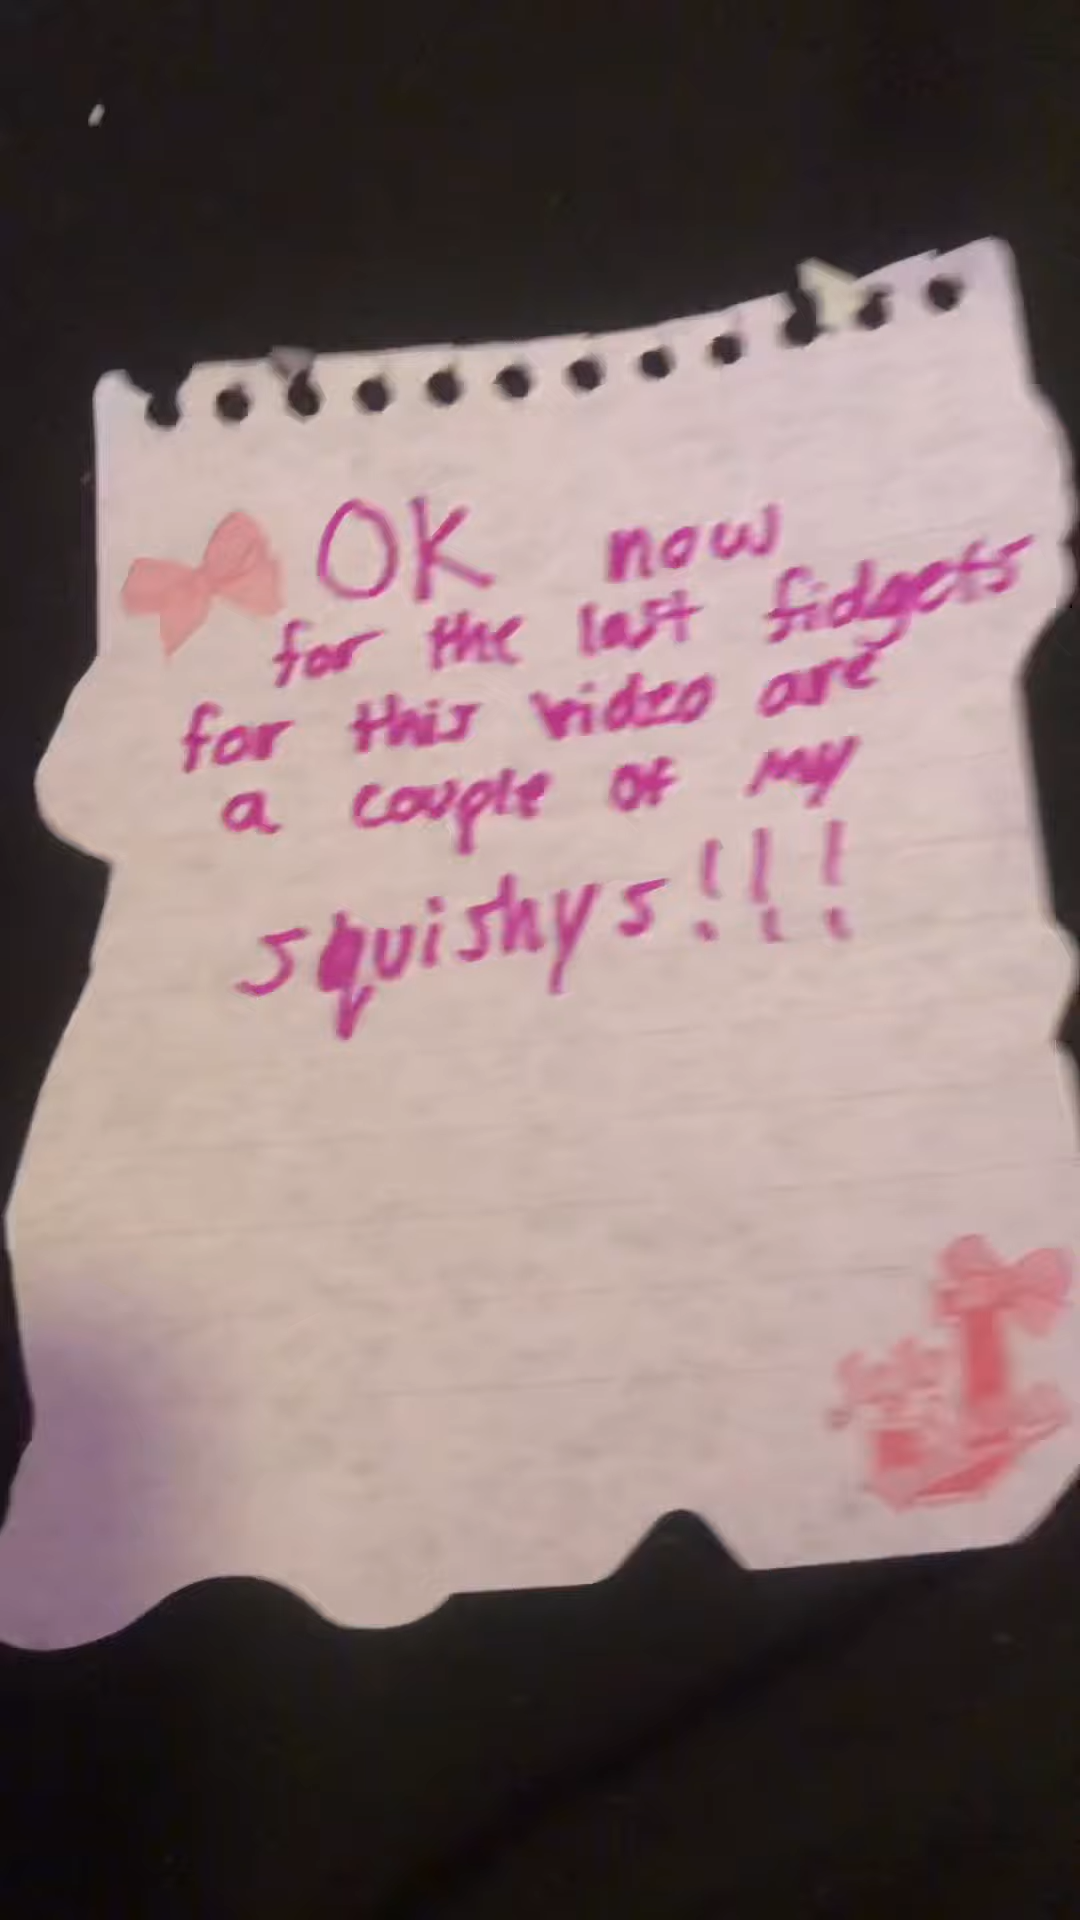 OK now
for the last fidgets
for this video are
a couple of my
squishys!!!